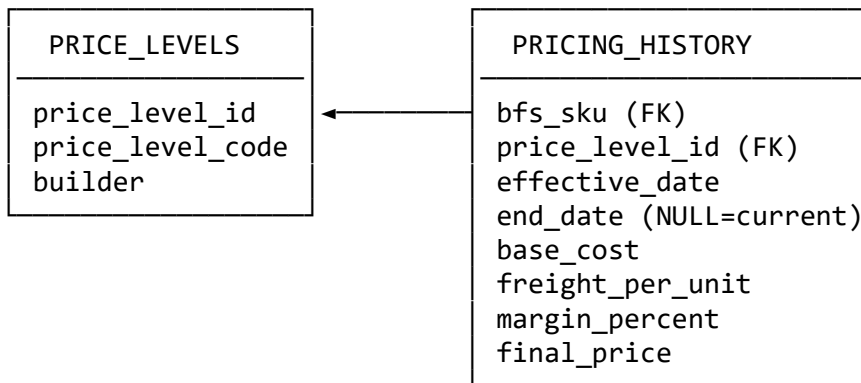 PRICE_LEVELS
price_level_id
price_level_code
builder
PRICING_HISTORY
bfs_sku (FK)
price_level_id (FK)
effective_date
end_date (NULL=current)
base_cost
freight_per_unit
margin_percent
final_price